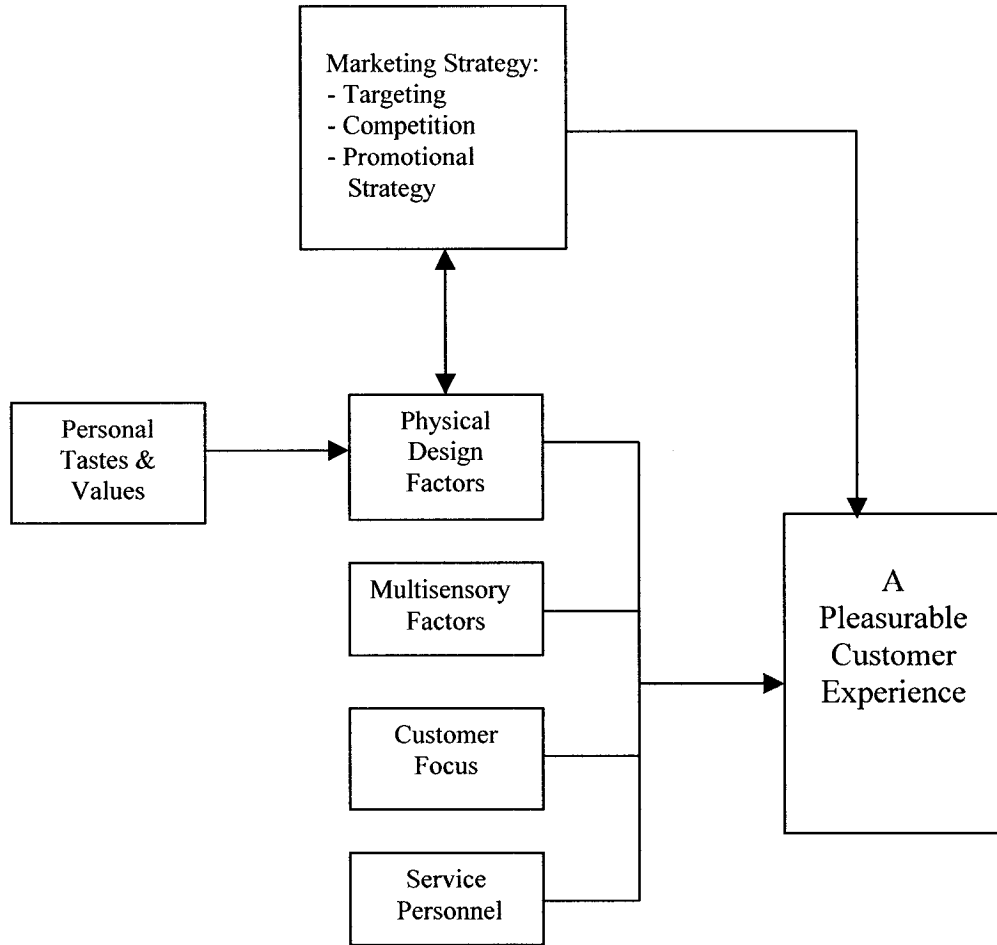 Marketing Strategy:
- Targeting
- Competition
- Promotional
Strategy
Personal
Tastes &
Values
Physical
Design
Factors
Multisensory
Factors
Customer
Focus
Service
Personnel
A
Pleasurable
Customer
Experience